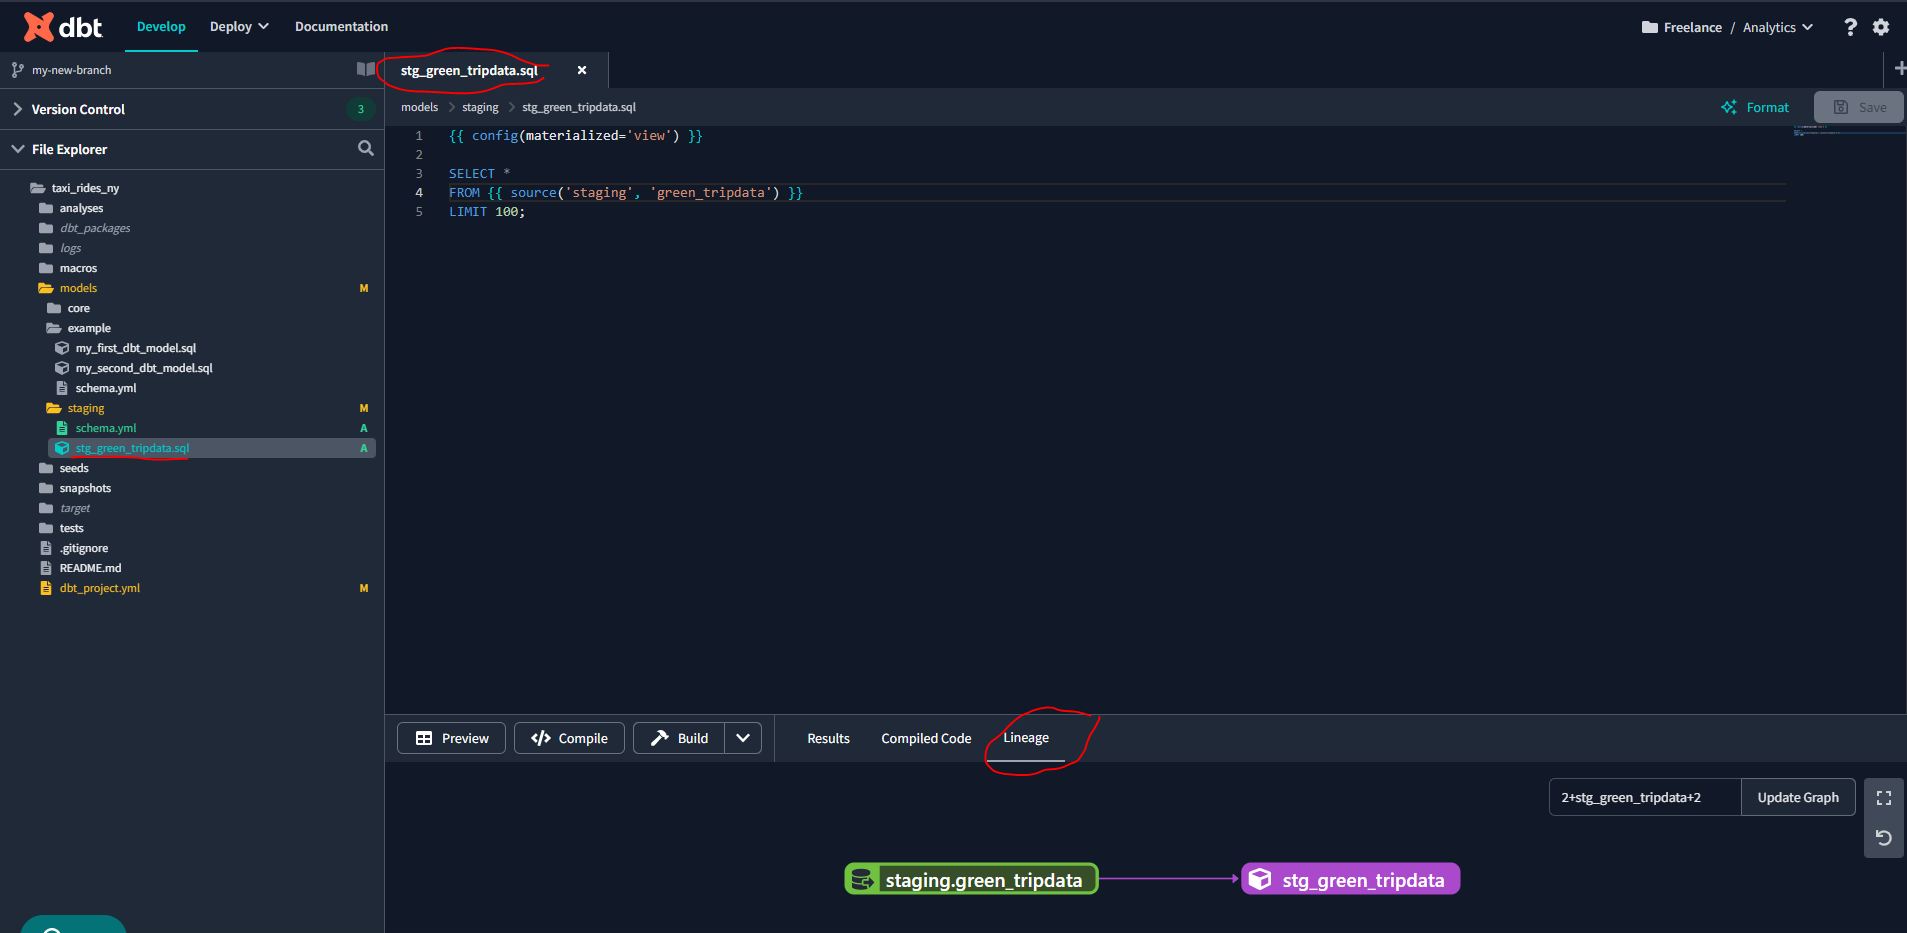 dbt
Develop
Deploy
Documentation
Freelance / Analytics
my-new-branch
stg_green_tripdata.sql
Version Control
3
models
staging
stg_green_tripdata.sql
Format
Save
File Explorer
taxi_rides_ny
analyses
dbt_packages
logs
macros
models M
core
example
my_first_dbt_model.sql
my_second_dbt_model.sql
schema.yml
staging M
schema.yml A
stg_green_tripdata.sql A
seeds
snapshots
target
tests
.gitignore
README.md
dbt_project.yml M
1 {{ config(materialized='view') }}
2
3 SELECT *
4 FROM {{ source('staging', 'green_tripdata') }}
5 LIMIT 100;
Preview
Compile
Build
Results
Compiled Code
Lineage
2+stg_green_tripdata+2
Update Graph
staging.green_tripdata
stg_green_tripdata